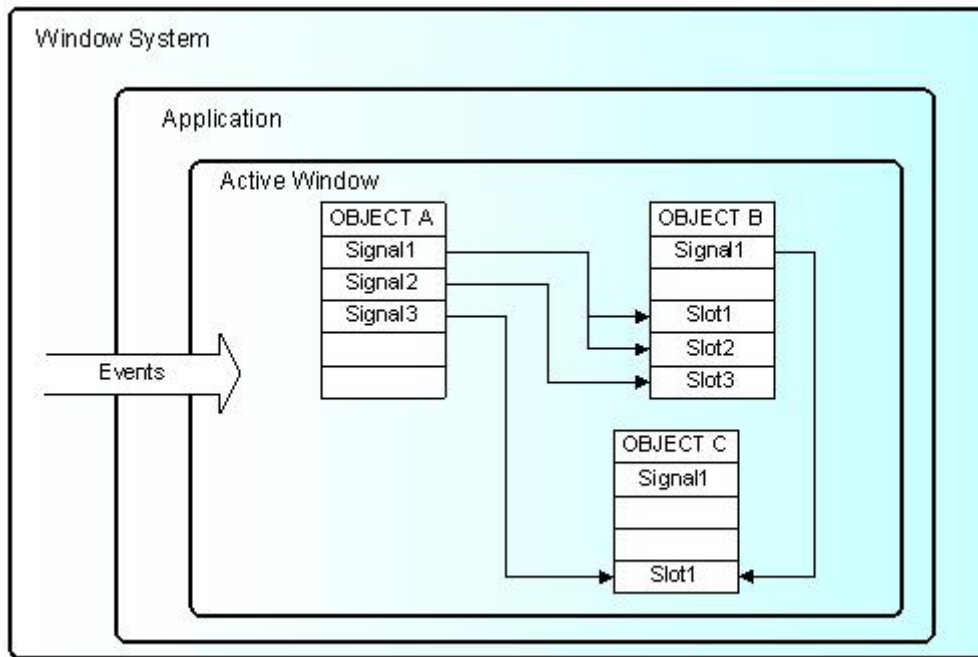 Window System
Application
Active Window
OBJECT A
Signal1
Signal2
Signal3
OBJECT B
Signal1
Slot1
Slot2
Slot3
Events
OBJECT C
Signal1
Slot1